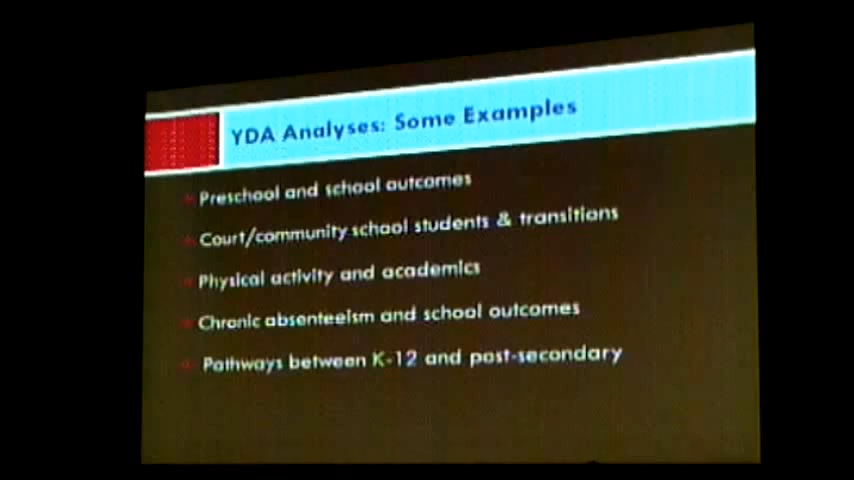 YDA Analyses: Some Examples
Preschool and school outcomes
Court/community school students & transitions
Physical activity and academics
Chronic absenteeism and school outcomes
Pathways between K-12 and post-secondary